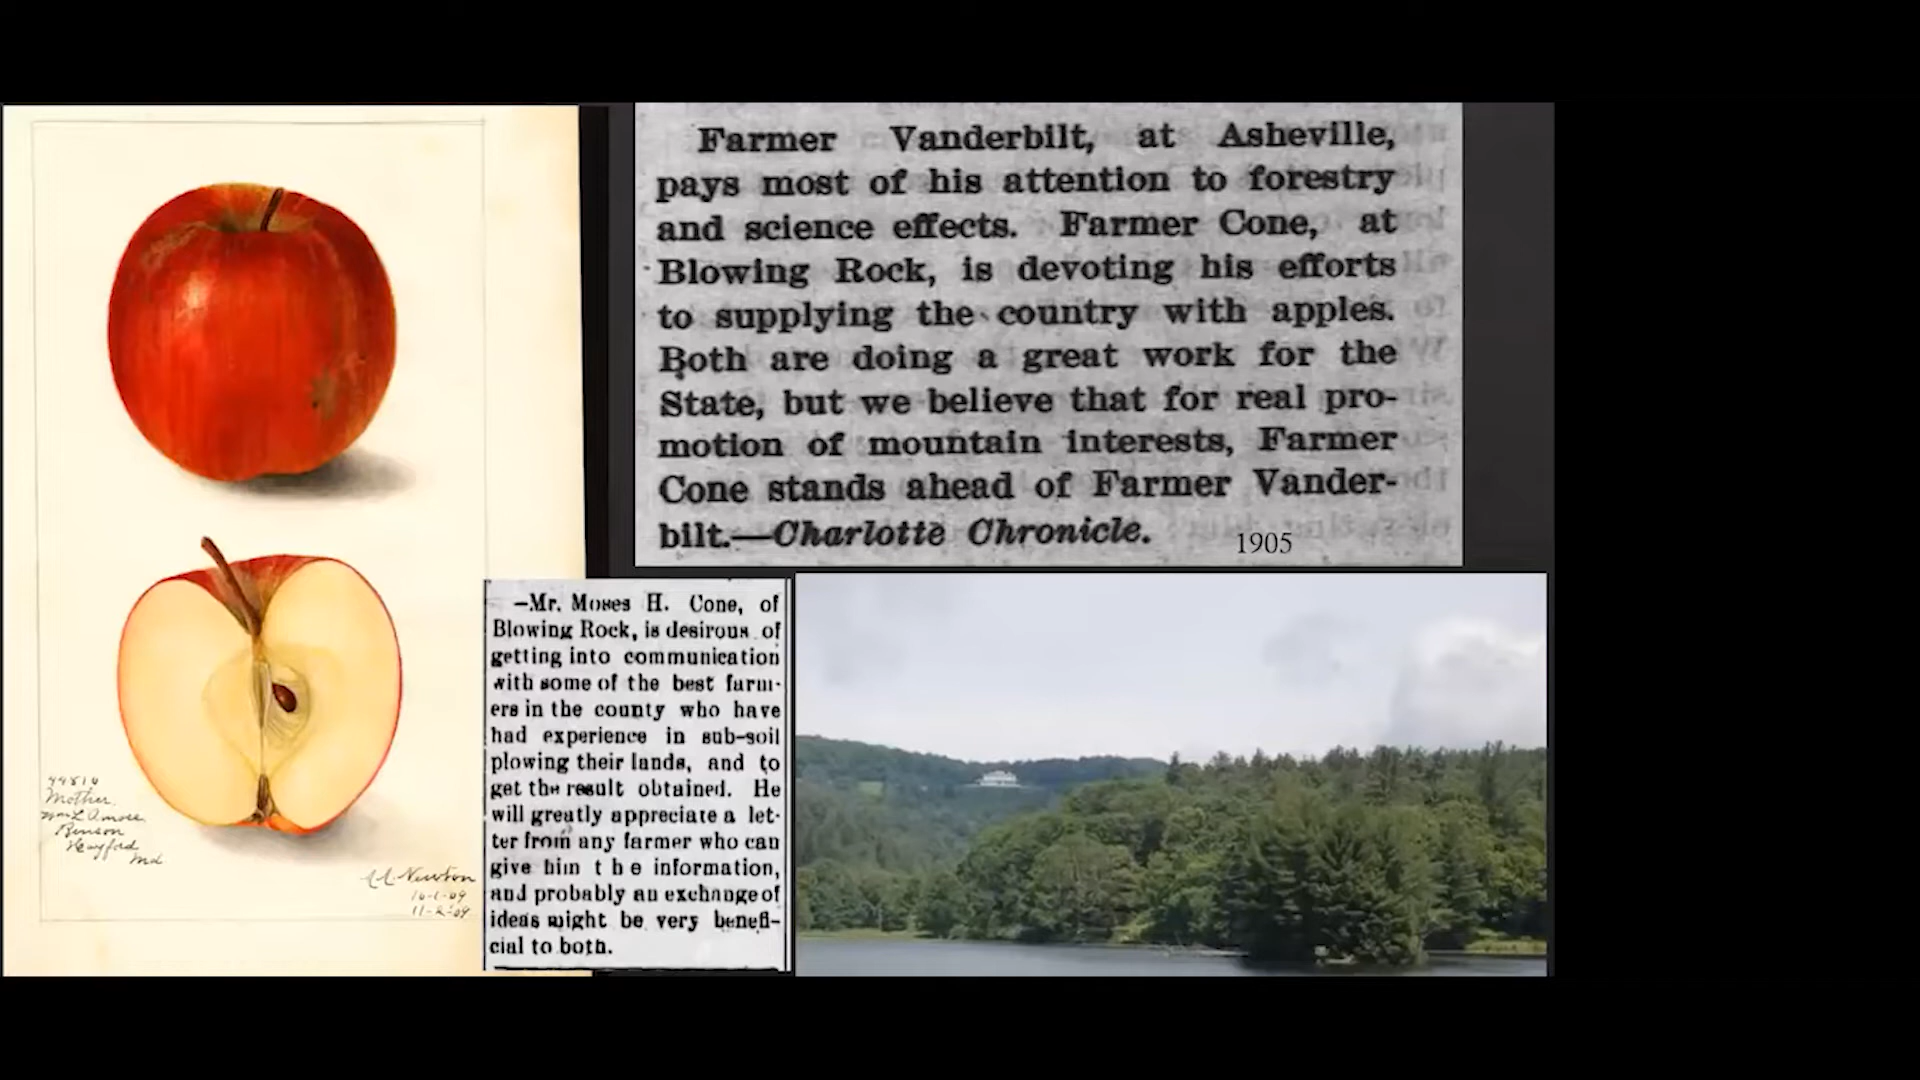 Farmer Vanderbilt, at Asheville,
pays most of his attention to forestry
and science effects. Farmer Cone, at
Blowing Rock, is devoting his efforts
to supplying the country with apples.
Both are doing a great work for the
State, but we believe that for real pro-
motion of mountain interests, Farmer
Cone stands ahead of Farmer Vander-
bilt.—Charlotte Chronicle.
1905
—Mr. Moses H. Cone, of
Blowing Rock, is desirous of
getting into communication
with some of the best farm-
ers in the county who have
had experience in sub-soil
plowing their lands, and to
get the result obtained. He
will greatly appreciate a let-
ter from any farmer who can
give him the information,
and probably an exchange of
ideas might be very benefi-
cial to both.
Mother
Benson
Md
Newton
11-2-09